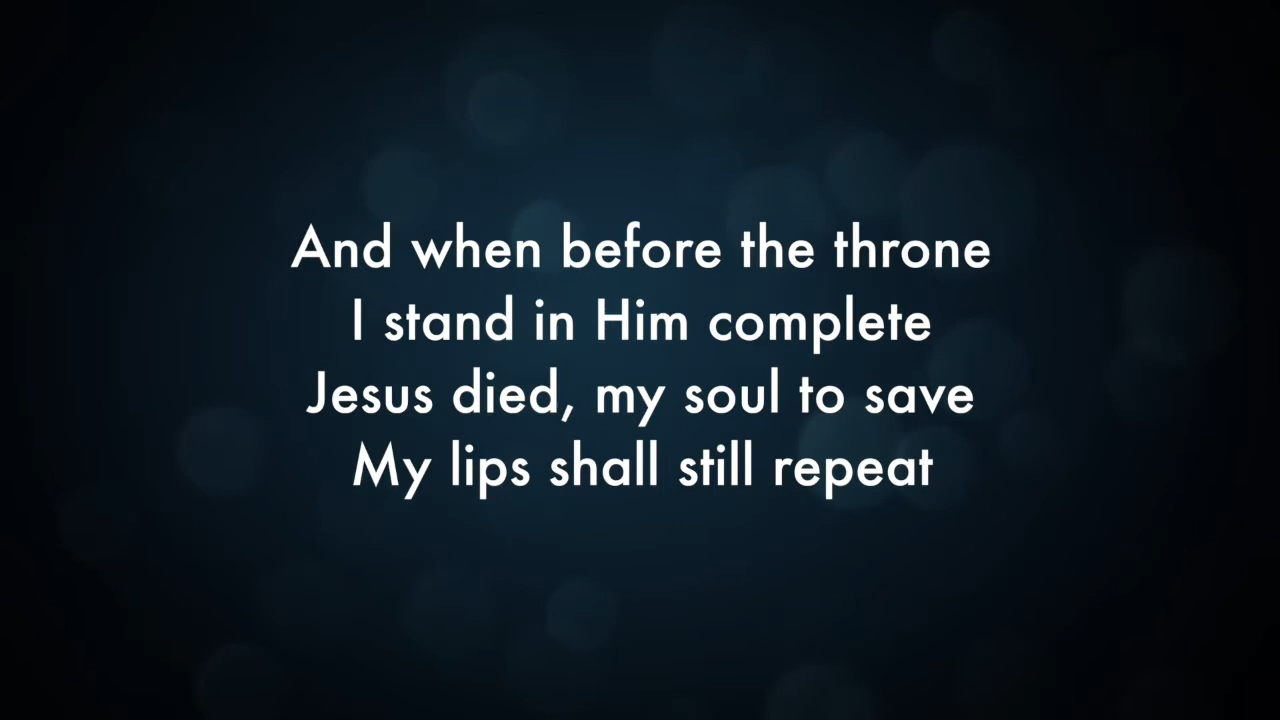 And when before the throne
I stand in Him complete
Jesus died, my soul to save
My lips shall still repeat